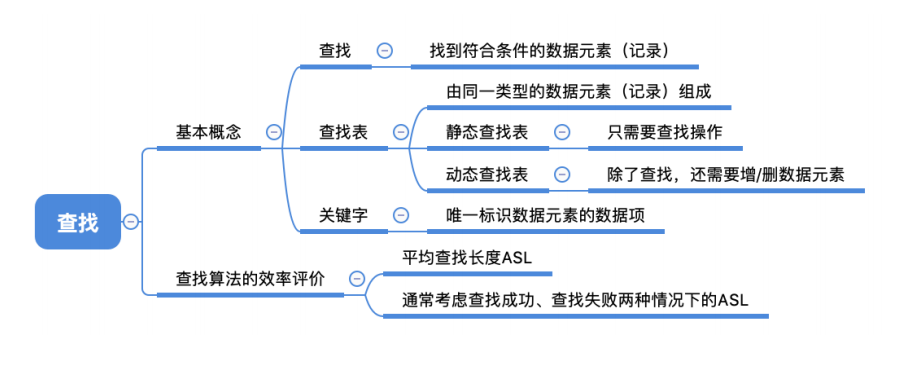 查找
基本概念
查找
找到符合条件的数据元素（记录）
查找表
由同一类型的数据元素（记录）组成
静态查找表
只需要查找操作
动态查找表
除了查找，还需要增/删数据元素
关键字
唯一标识数据元素的数据项
查找算法的效率评价
平均查找长度ASL
通常考虑查找成功、查找失败两种情况下的ASL